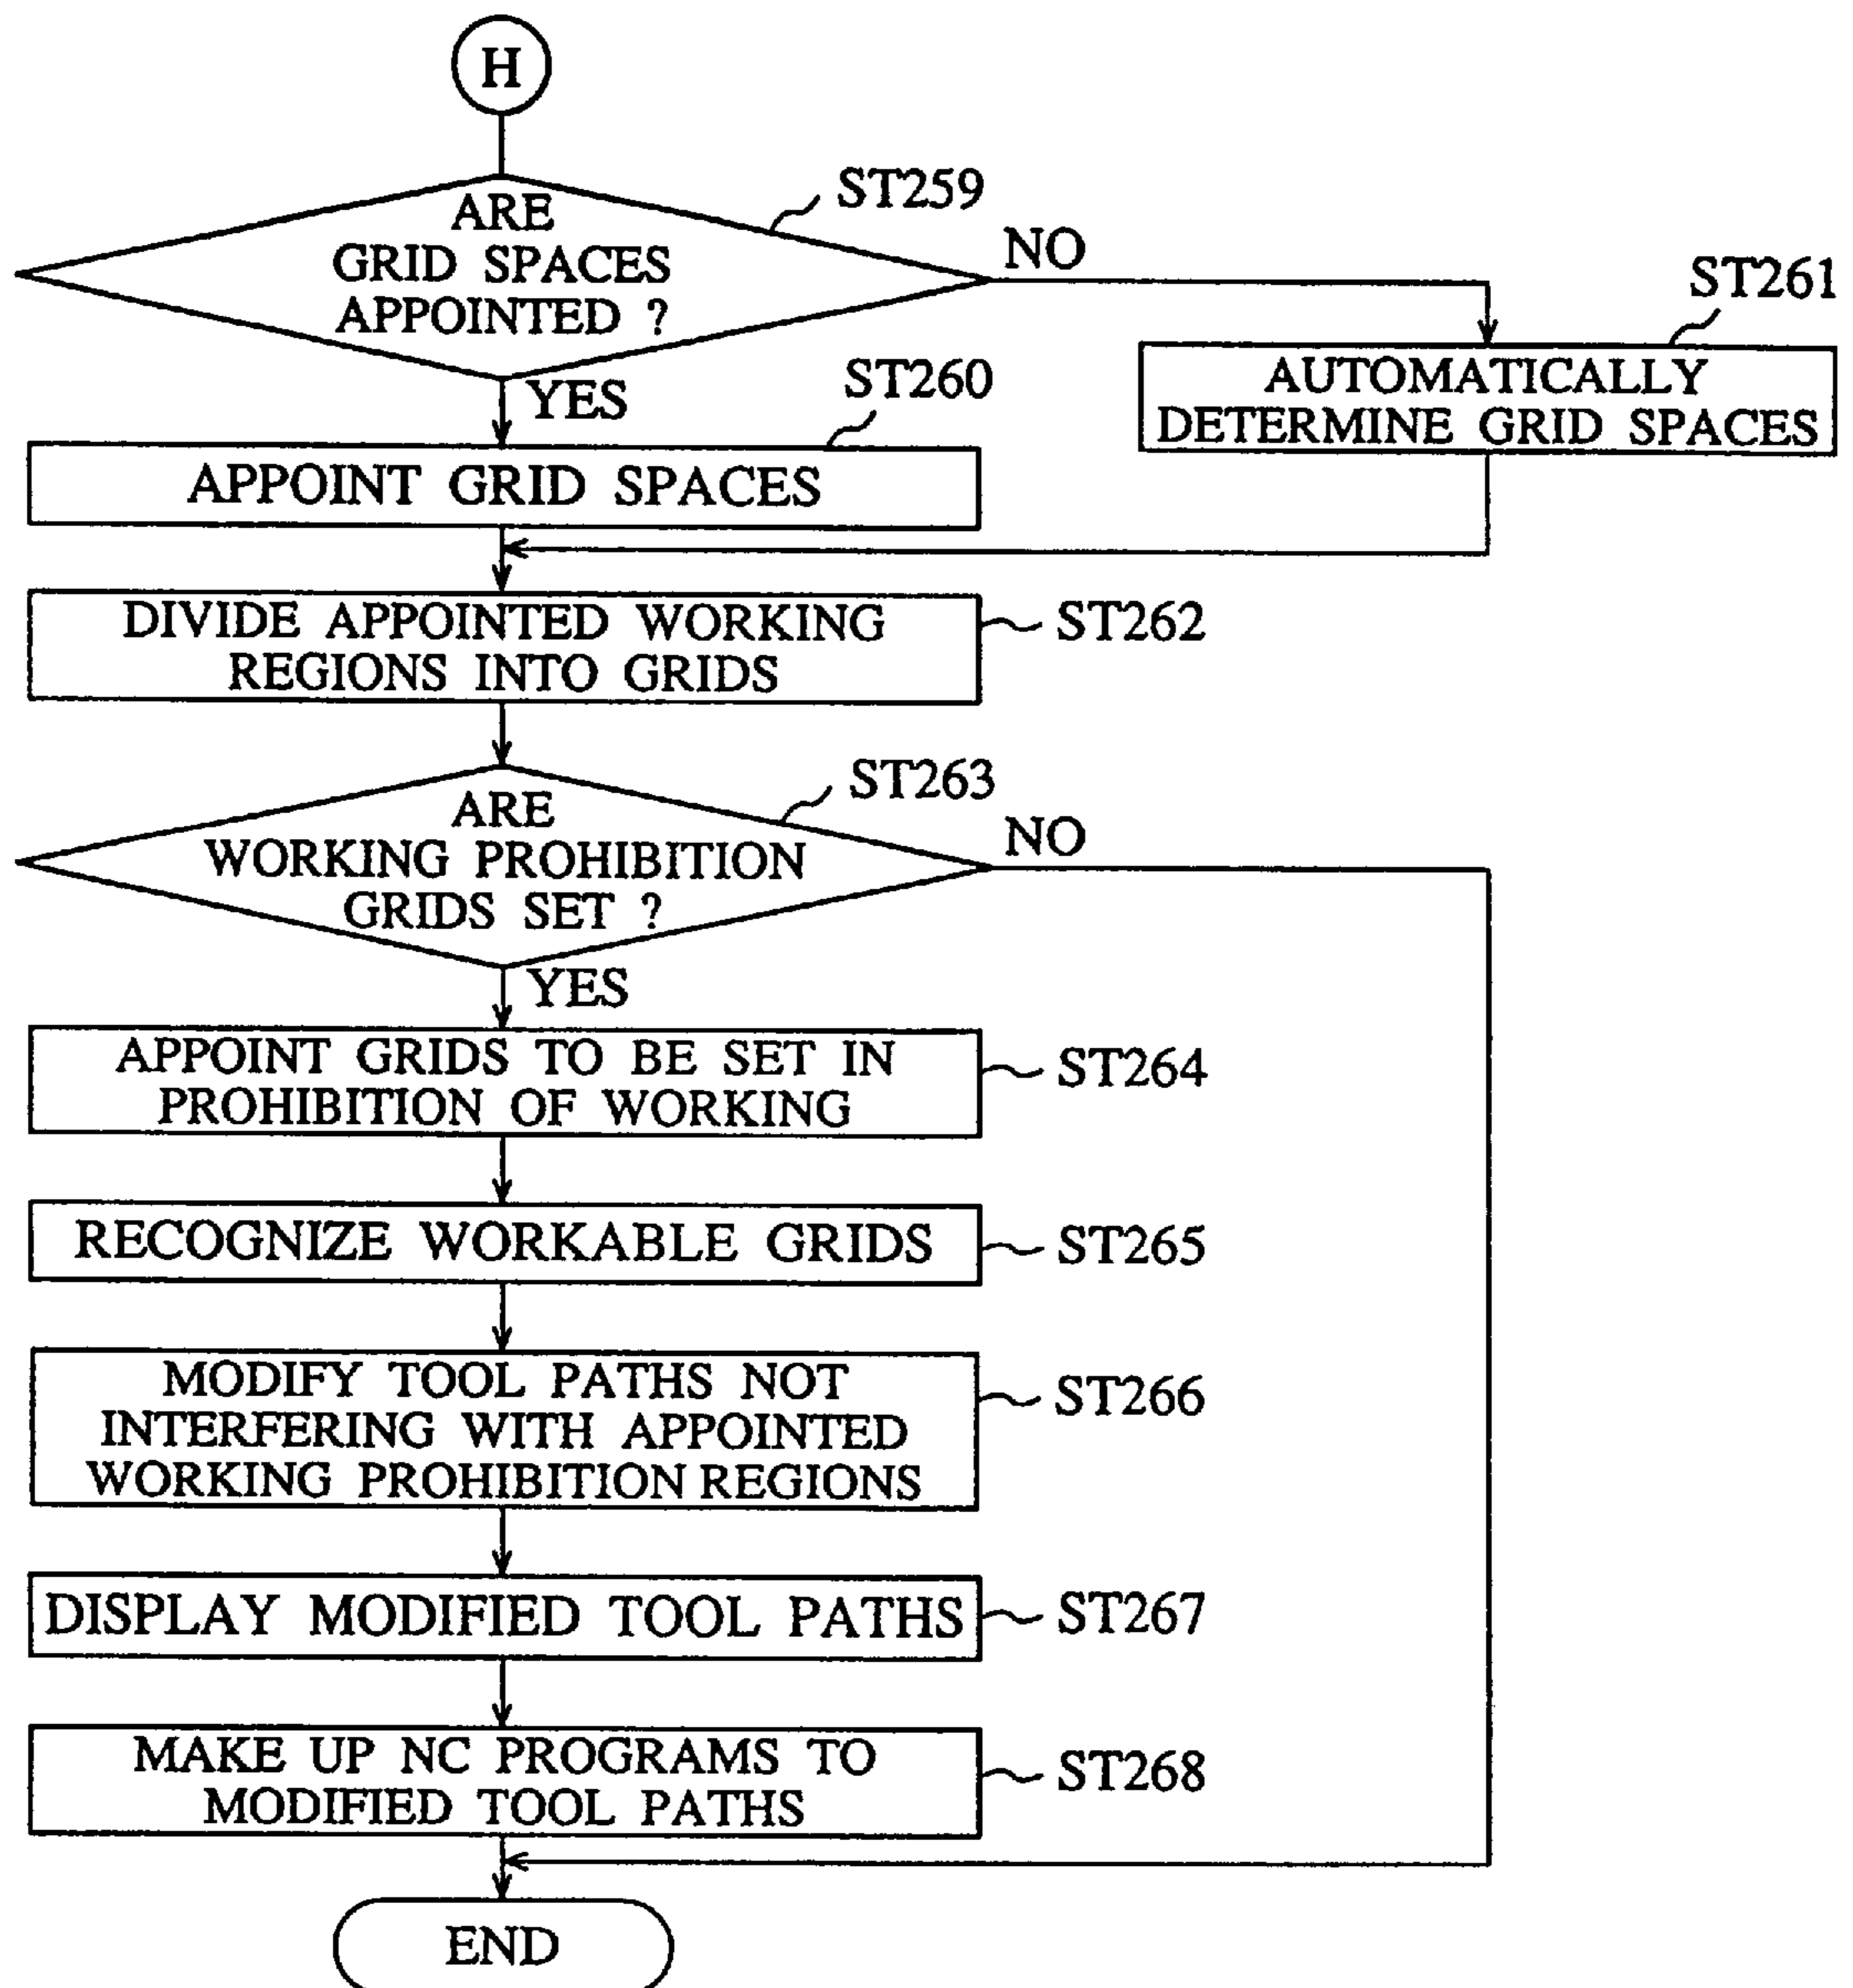 H
ARE
GRID SPACES
APPOINTED ?
ST259
NO
YES
ST261
AUTOMATICALLY
DETERMINE GRID SPACES
ST260
APPOINT GRID SPACES
DIVIDE APPOINTED WORKING
REGIONS INTO GRIDS
ST262
ARE
WORKING PROHIBITION
GRIDS SET ?
ST263
NO
YES
APPOINT GRIDS TO BE SET IN
PROHIBITION OF WORKING
ST264
RECOGNIZE WORKABLE GRIDS
ST265
MODIFY TOOL PATHS NOT
INTERFERING WITH APPOINTED
WORKING PROHIBITION REGIONS
ST266
DISPLAY MODIFIED TOOL PATHS
ST267
MAKE UP NC PROGRAMS TO
MODIFIED TOOL PATHS
ST268
END